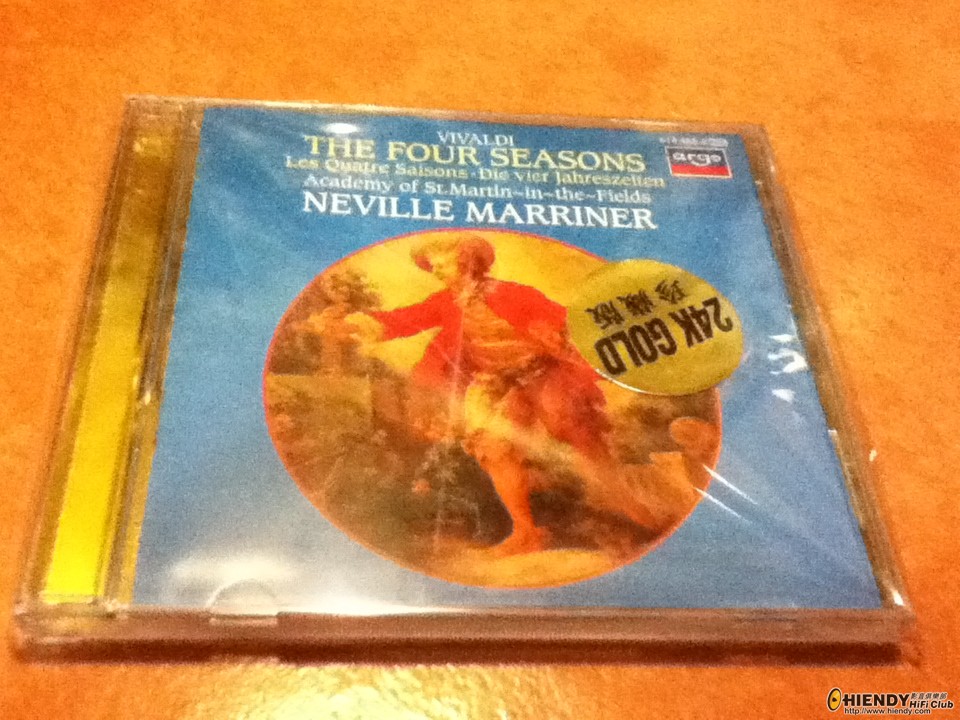 VIVALDI
THE FOUR SEASONS
Les Quatre Saisons · Die vier Jahreszeiten
Academy of St. Martin~in~the~Fields
NEVILLE MARRINER
argo
24K GOLD
珍藏版
HIENDY 影音俱樂部
HiFi Club
http://www.hiendy.com